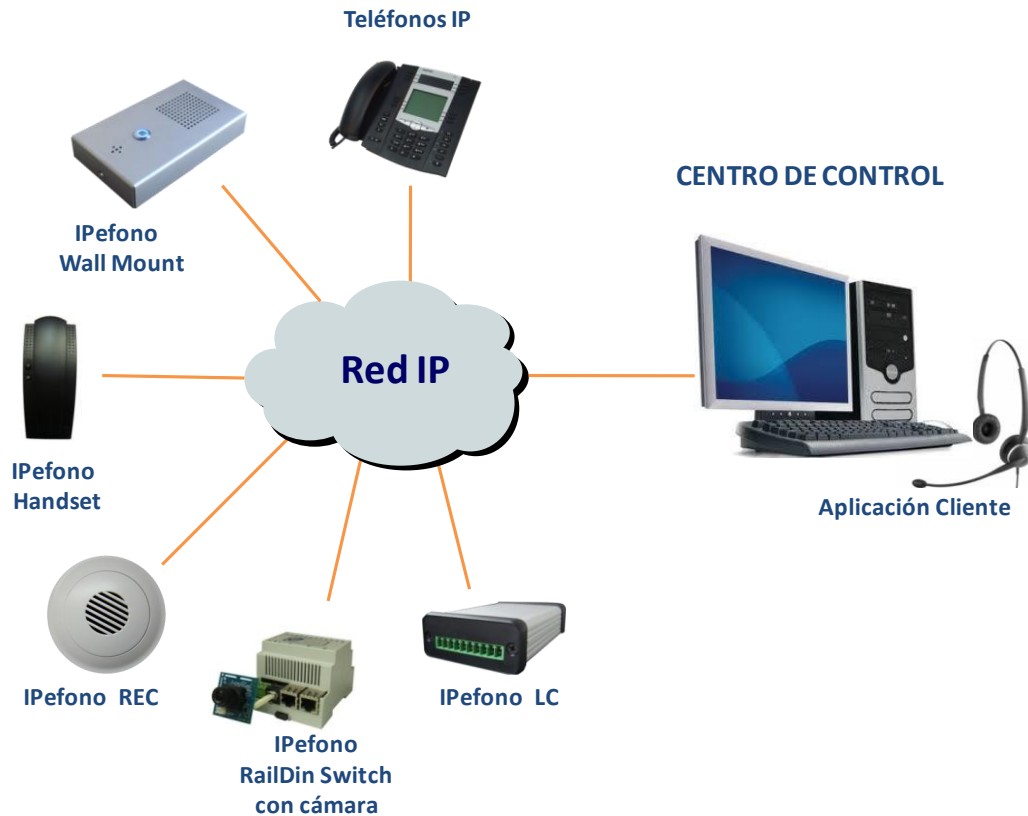 Teléfonos IP
CENTRO DE CONTROL
IPefono
Wall Mount
Red IP
IPefono
Handset
Aplicación Cliente
IPefono REC
IPefono LC
IPefono
RailDin Switch
con cámara